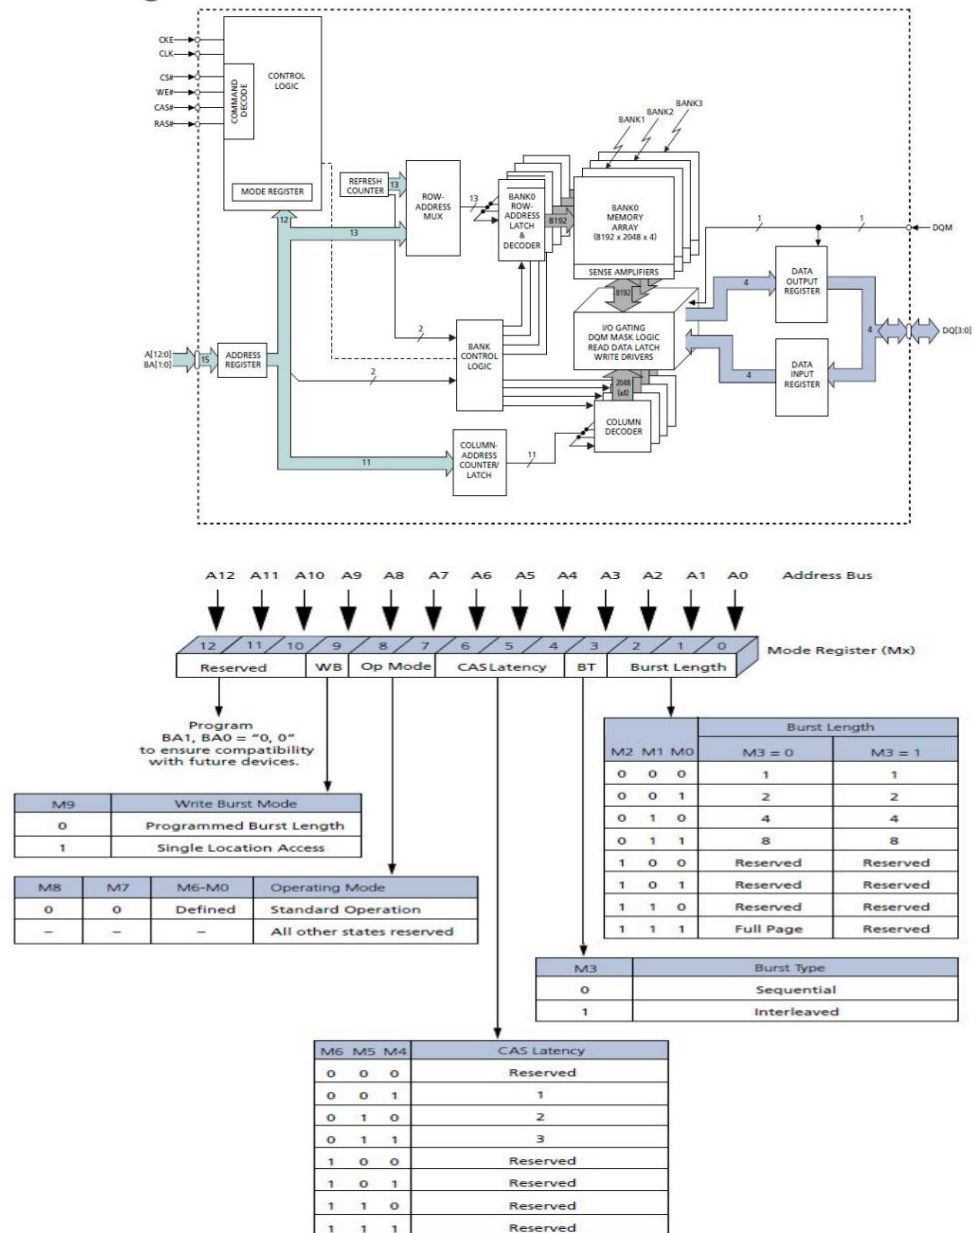 CKE
CLK
CS#
WE#
CAS#
RAS#
COMMAND
DECODE
CONTROL
LOGIC
MODE REGISTER
12
REFRESH
COUNTER
13
13
ROW-
ADDRESS
MUX
13
BANK0
ROW-
ADDRESS
LATCH
&
DECODER
8192
BANK1
BANK2
BANK3
BANK0
MEMORY
ARRAY
(8192 x 2048 x 4)
SENSE AMPLIFIERS
8192
I/O GATING
DQM MASK LOGIC
READ DATA LATCH
WRITE DRIVERS
2048
(x4)
COLUMN
DECODER
1
1
DQM
4
DATA
OUTPUT
REGISTER
4
DQ[3:0]
4
DATA
INPUT
REGISTER
A[12:0]
BA[1:0]
15
ADDRESS
REGISTER
2
2
BANK
CONTROL
LOGIC
11
COLUMN-
ADDRESS
COUNTER/
LATCH
11
A12 A11 A10 A9 A8 A7 A6 A5 A4 A3 A2 A1 A0 Address Bus
12 11 10 9 8 7 6 5 4 3 2 1 0
Mode Register (Mx)
Reserved WB Op Mode CAS Latency BT Burst Length
Program
BA1, BA0 = “0, 0”
to ensure compatibility
with future devices.
M9 Write Burst Mode
0 Programmed Burst Length
1 Single Location Access
M8 M7 M6-M0 Operating Mode
0 0 Defined Standard Operation
– – – All other states reserved
Burst Length
M2 M1 M0 M3 = 0 M3 = 1
0 0 0 1 1
0 0 1 2 2
0 1 0 4 4
0 1 1 8 8
1 0 0 Reserved Reserved
1 0 1 Reserved Reserved
1 1 0 Reserved Reserved
1 1 1 Full Page Reserved
M3 Burst Type
0 Sequential
1 Interleaved
M6 M5 M4 CAS Latency
0 0 0 Reserved
0 0 1 1
0 1 0 2
0 1 1 3
1 0 0 Reserved
1 0 1 Reserved
1 1 0 Reserved
1 1 1 Reserved